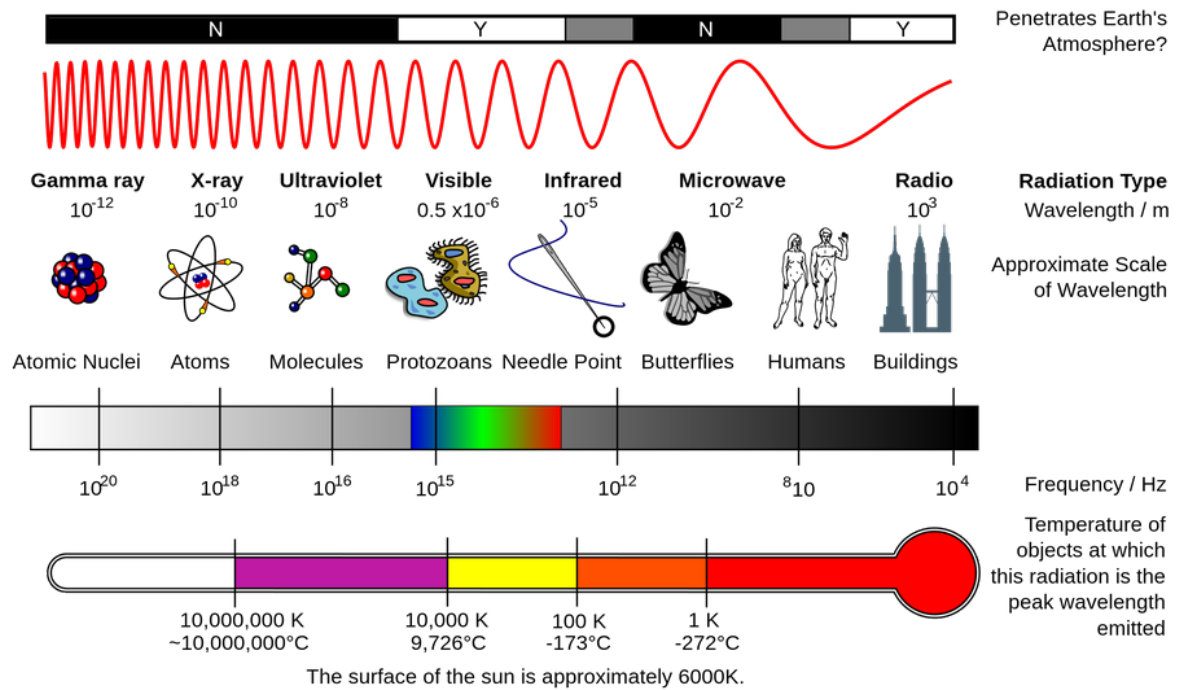 N Y N Y
Penetrates Earth's
Atmosphere?
Gamma ray X-ray Ultraviolet Visible Infrared Microwave Radio Radiation Type
10⁻¹² 10⁻¹⁰ 10⁻⁸ 0.5 x10⁻⁶ 10⁻⁵ 10⁻² 10³ Wavelength / m
Approximate Scale
of Wavelength
Atomic Nuclei Atoms Molecules Protozoans Needle Point Butterflies Humans Buildings
10²⁰ 10¹⁸ 10¹⁶ 10¹⁵ 10¹² ⁸10 10⁴ Frequency / Hz
Temperature of
objects at which
this radiation is the
peak wavelength
emitted
10,000,000 K 10,000 K 100 K 1 K
~10,000,000°C 9,726°C -173°C -272°C
The surface of the sun is approximately 6000K.